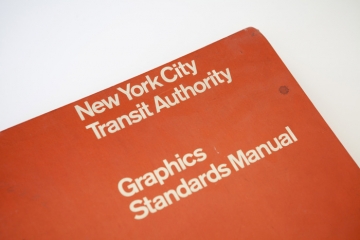 New York City
Transit Authority
Graphics
Standards Manual